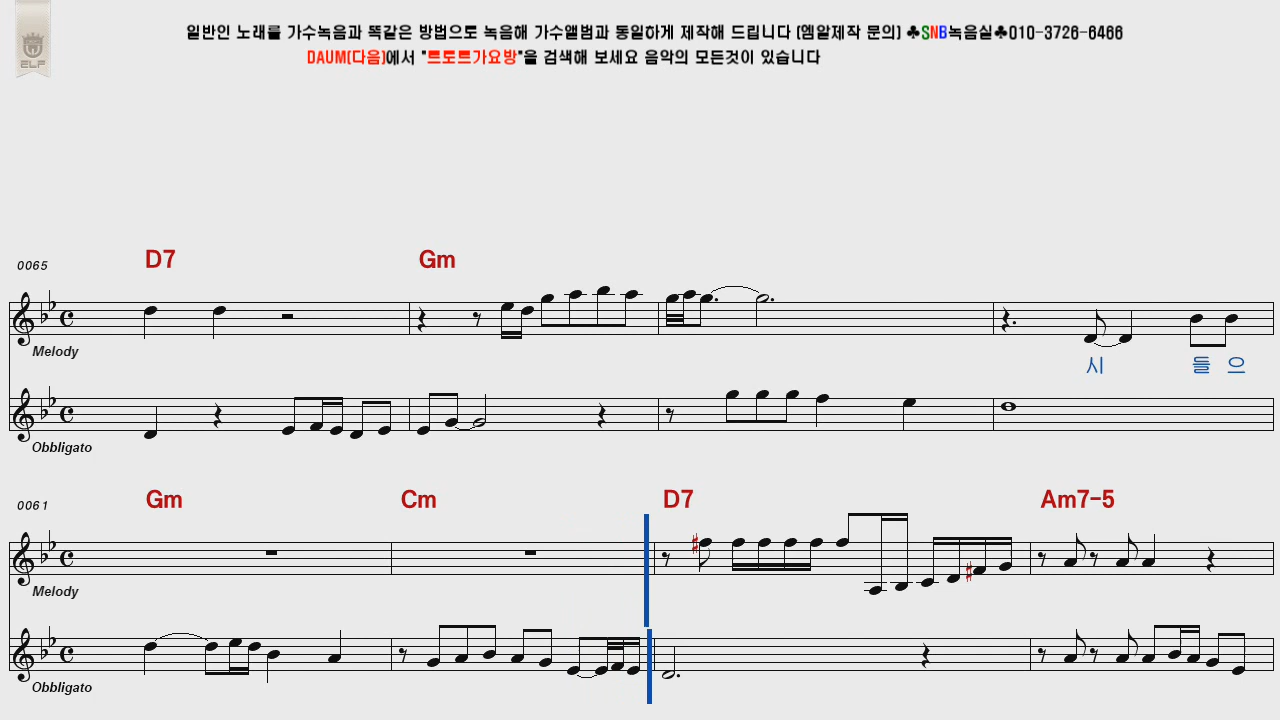 일반인 노래를 가수녹음과 똑같은 방법으로 녹음해 가수앨범과 동일하게 제작해 드립니다 [엠알제작 문의] ♣SNB녹음실♣010-3726-6466
DAUM[다음]에서 "트로트가요방"을 검색해 보세요 음악의 모든것이 있습니다
ELF
0065 D7 Gm
Melody
시 들 으
Obbligato
0061 Gm Cm D7 Am7-5
Melody
Obbligato